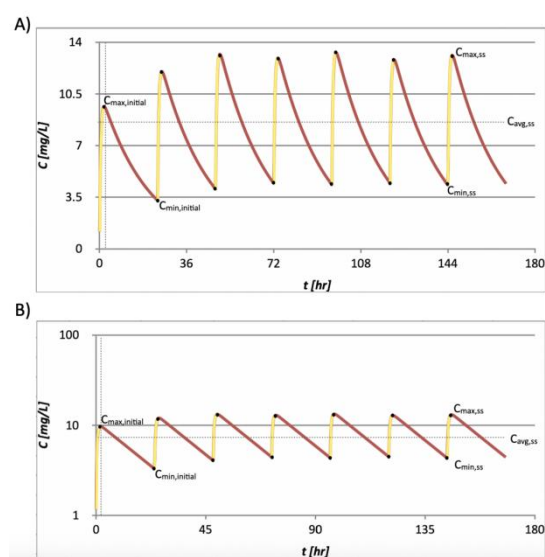 A)
14
10.5
7
3.5
0
C [mg/L]
Cmax,initial
Cmin,initial
Cmax,ss
Cavg,ss
Cmin,ss
0 36 72 108 144 180
t [hr]
B)
100
10
1
C [mg/L]
Cmax,initial
Cmin,initial
Cmax,ss
Cavg,ss
Cmin,ss
0 45 90 135 180
t [hr]